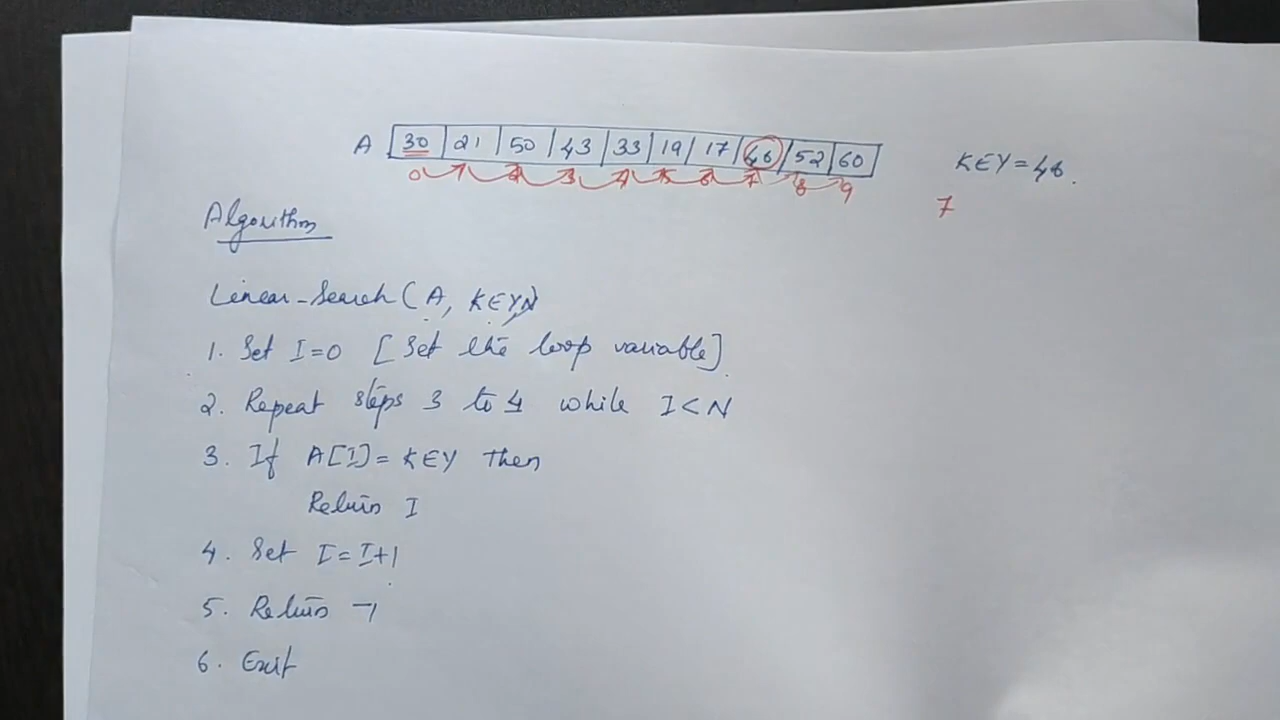 A 30 21 50 43 33 19 17 46 52 60
KEY=46.
0 1 2 3 4 5 6 7 8 9
7
Algorithm
Linear-Search(A, KEY,N)
1. Set I=0 [Set the loop variable]
2. Repeat steps 3 to 4 while I<N
3. If A[I]=KEY then
Return I
4. Set I=I+1
5. Return -1
6. Exit